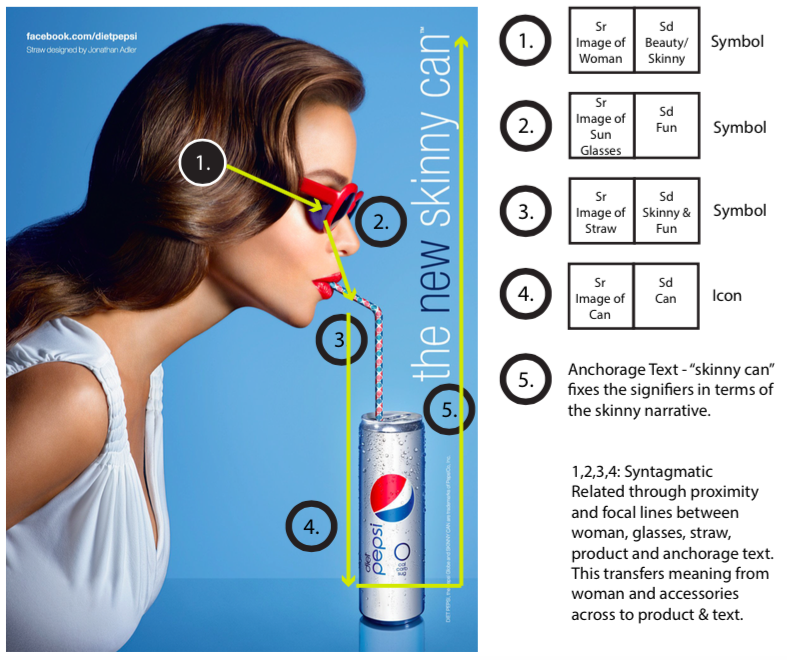 facebook.com/dietpepsi
Straw designed by Jonathan Adler
the new skinny can™
1.
2.
3
4.
5.
diet
pepsi
0
cal
carb
sug
1.
Sr
Image of
Woman
Sd
Beauty/
Skinny
Symbol
2.
Sr
Image of
Sun
Glasses
Sd
Fun
Symbol
3.
Sr
Image of
Straw
Sd
Skinny &
Fun
Symbol
4.
Sr
Image of
Can
Sd
Can
Icon
5.
Anchorage Text - “skinny can”
fixes the signifiers in terms of
the skinny narrative.
1,2,3,4: Syntagmatic
Related through proximity
and focal lines between
woman, glasses, straw,
product and anchorage text.
This transfers meaning from
woman and accessories
across to product & text.